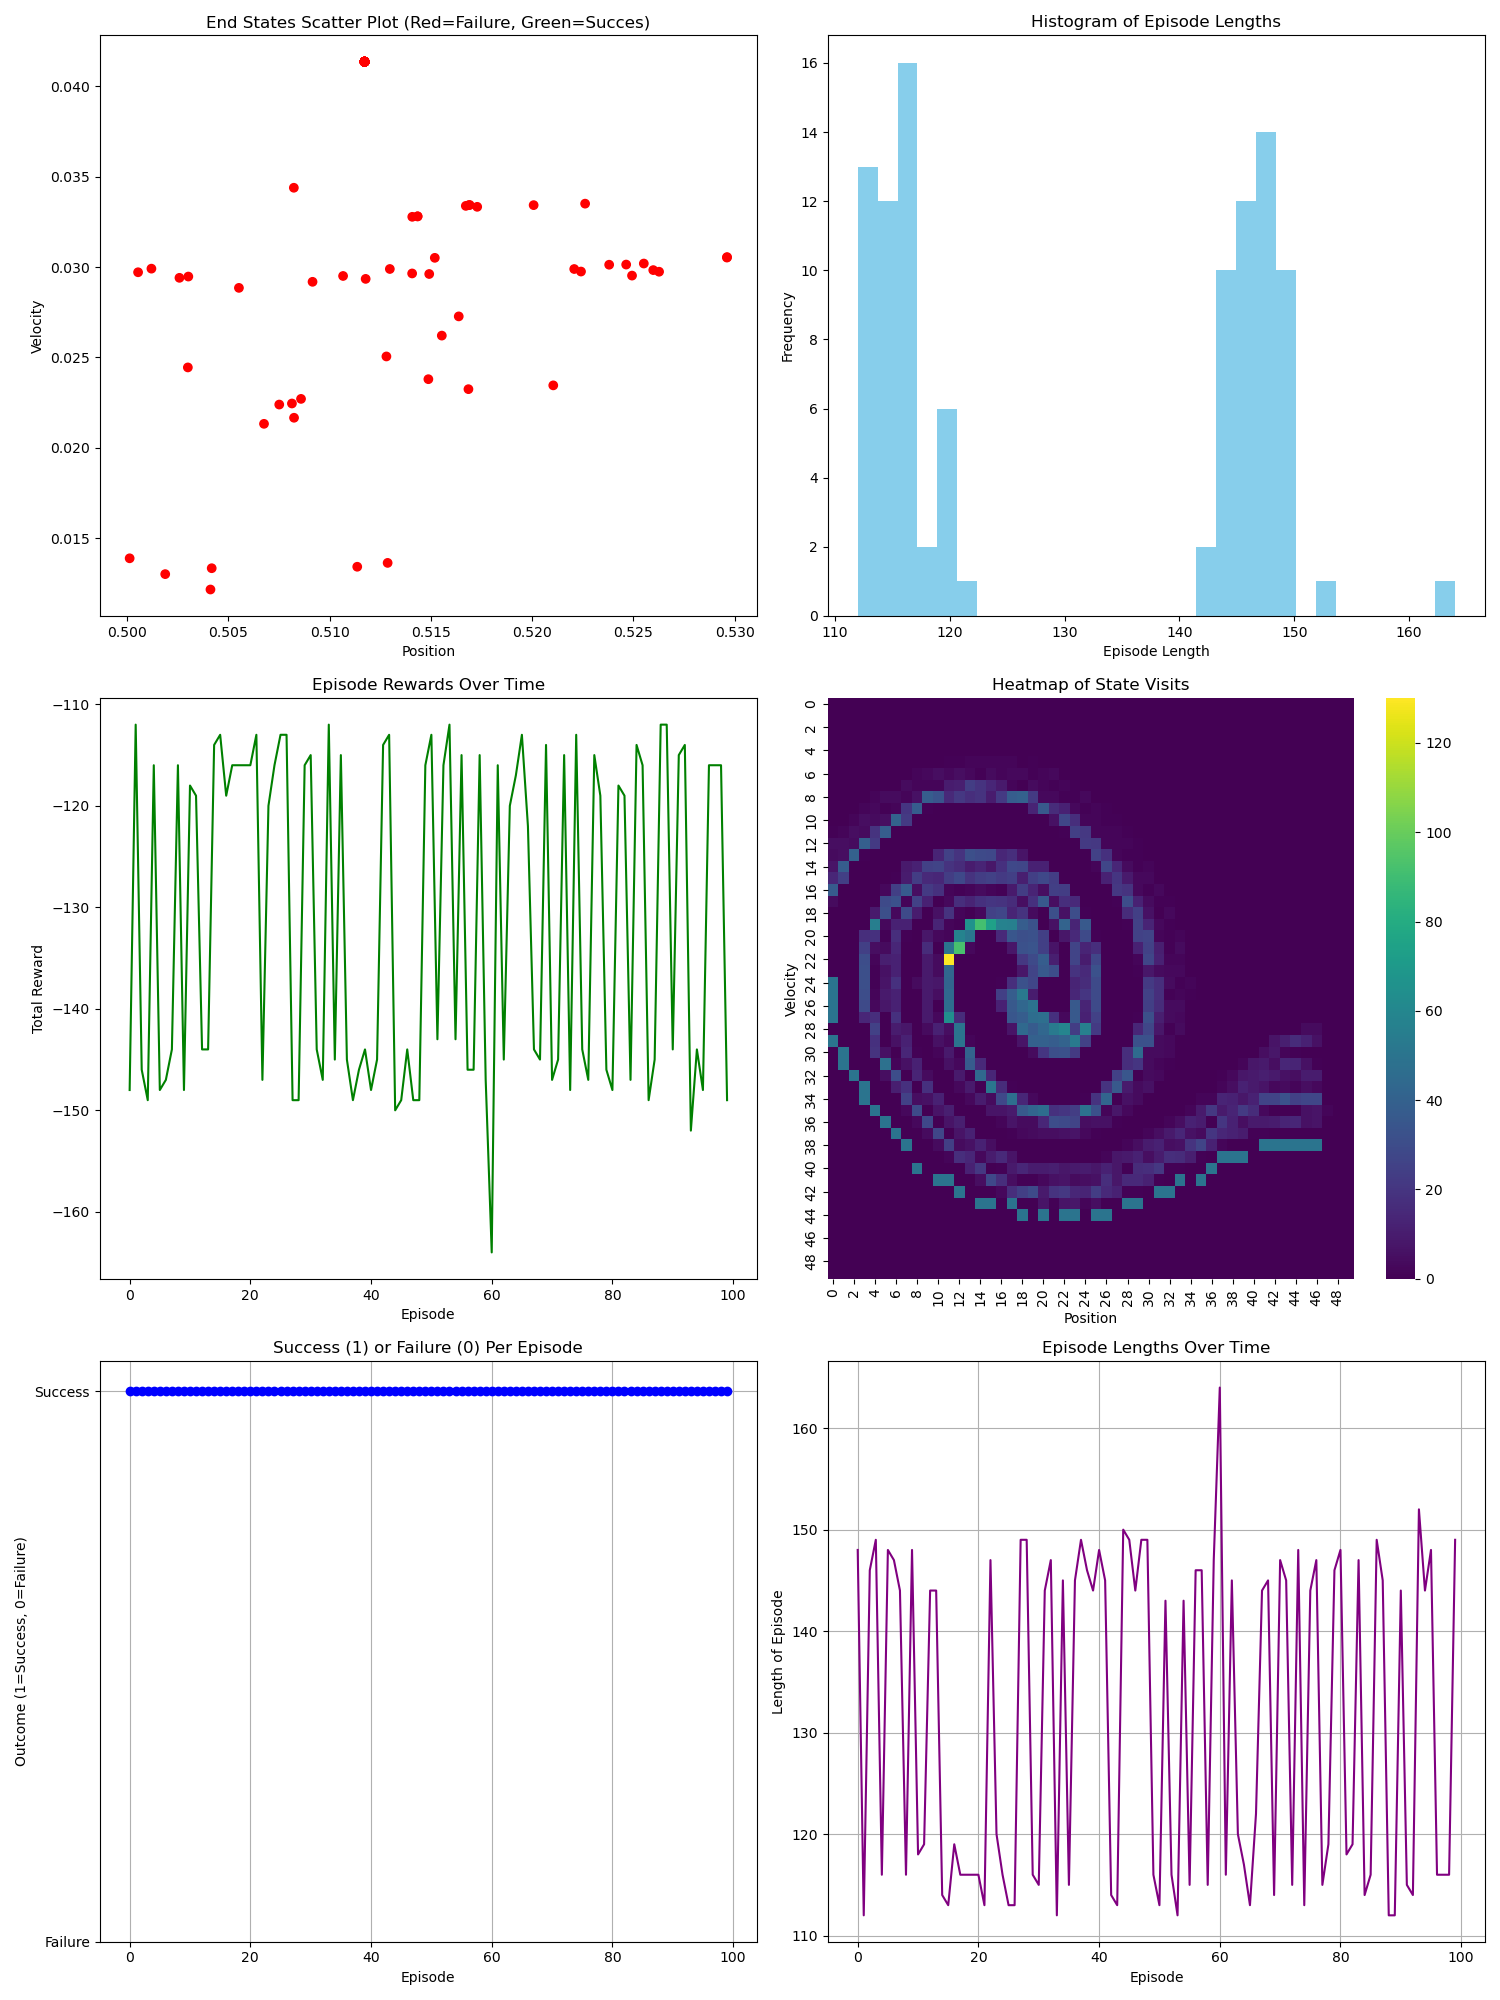 End States Scatter Plot (Red=Failure, Green=Succes)
0.040
0.035
0.030
0.025
0.020
0.015
Velocity
0.500 0.505 0.510 0.515 0.520 0.525 0.530
Position
Histogram of Episode Lengths
16
14
12
10
8
6
4
2
0
Frequency
110 120 130 140 150 160
Episode Length
Episode Rewards Over Time
−110
−120
−130
−140
−150
−160
Total Reward
0 20 40 60 80 100
Episode
Heatmap of State Visits
0
2
4
6
8
10
12
14
16
18
20
22
24
26
28
30
32
34
36
38
40
42
44
46
48
Velocity
0 2 4 6 8 10 12 14 16 18 20 22 24 26 28 30 32 34 36 38 40 42 44 46 48
Position
120
100
80
60
40
20
0
Success (1) or Failure (0) Per Episode
Success
Failure
Outcome (1=Success, 0=Failure)
0 20 40 60 80 100
Episode
Episode Lengths Over Time
160
150
140
130
120
110
Length of Episode
0 20 40 60 80 100
Episode